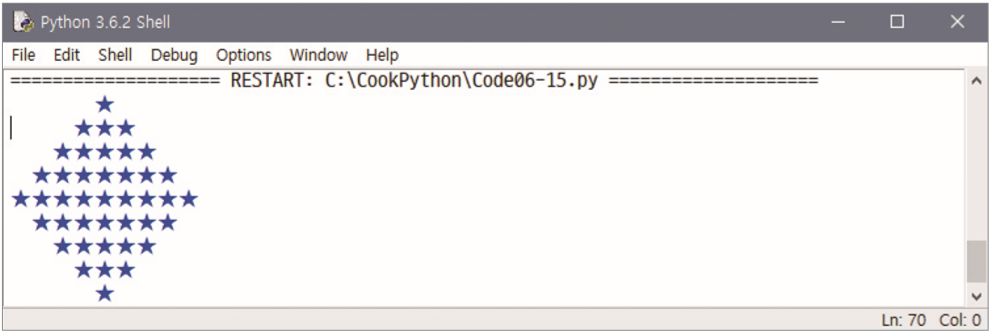 Python 3.6.2 Shell
File Edit Shell Debug Options Window Help
==================== RESTART: C:\CookPython\Code06-15.py ====================
★
★★★
★★★★★
★★★★★★★
★★★★★★★★★
★★★★★★★
★★★★★
★★★
★
Ln: 70 Col: 0